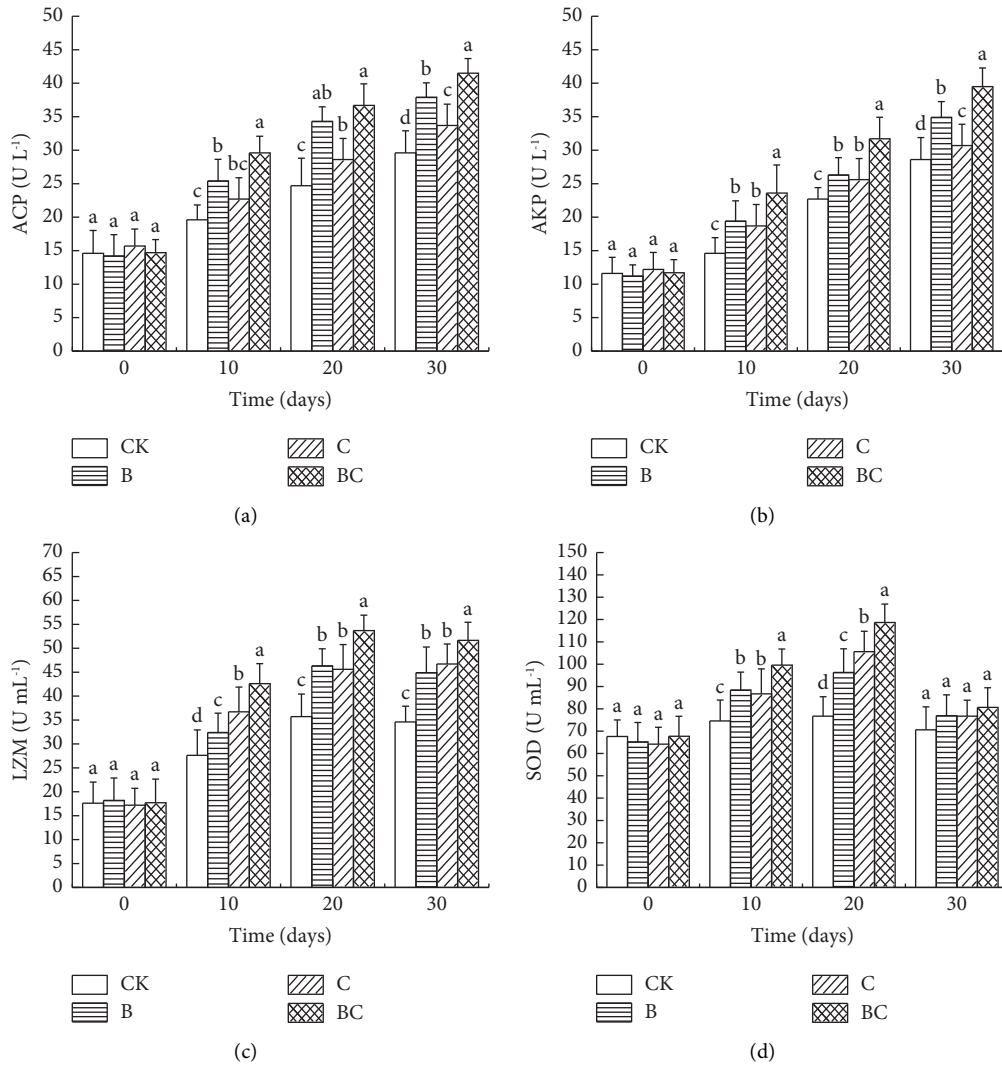 50
45
40
35
30
25
20
15
10
5
0
ACP (U L-1)
a a a a
c b bc a
c ab b a
d b c a
0 10 20 30
Time (days)
CK C
B BC
(a)
50
45
40
35
30
25
20
15
10
5
0
AKP (U L-1)
a a a a
c b b a
c b b a
d b c a
0 10 20 30
Time (days)
CK C
B BC
(b)
70
65
60
55
50
45
40
35
30
25
20
15
10
5
0
LZM (U mL-1)
a a a a
d c b a
c b b a
c b b a
0 10 20 30
Time (days)
CK C
B BC
(c)
150
140
130
120
110
100
90
80
70
60
50
40
30
20
10
0
SOD (U mL-1)
a a a a
c b b a
d c b a
a a a a
0 10 20 30
Time (days)
CK C
B BC
(d)